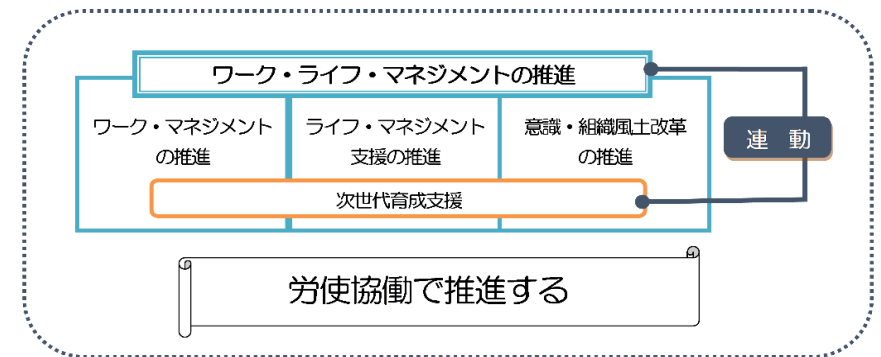 ワーク・ライフ・マネジメントの推進
ワーク・マネジメント
の推進
ライフ・マネジメント
支援の推進
意識・組織風土改革
の推進
連 動
次世代育成支援
労使協働で推進する